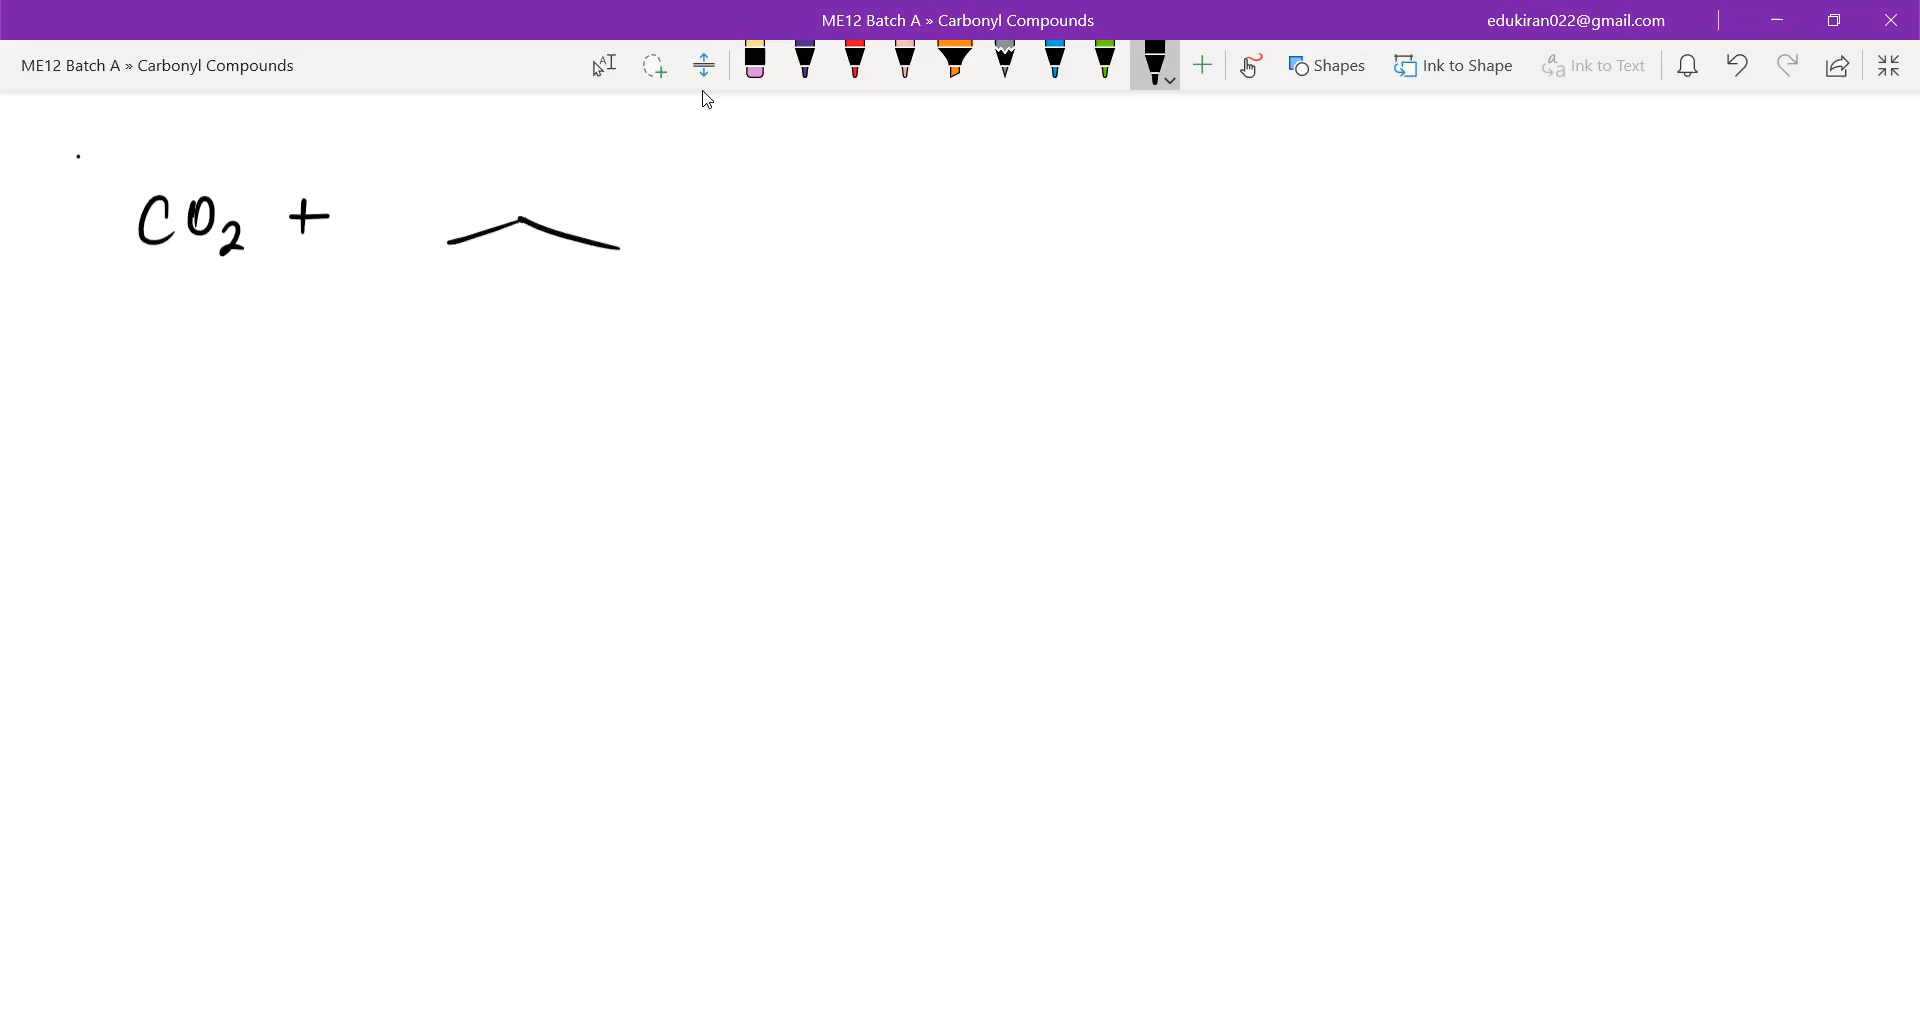 ME12 Batch A » Carbonyl Compounds edukiran022@gmail.com
ME12 Batch A » Carbonyl Compounds Shapes Ink to Shape Ink to Text
CO₂ +